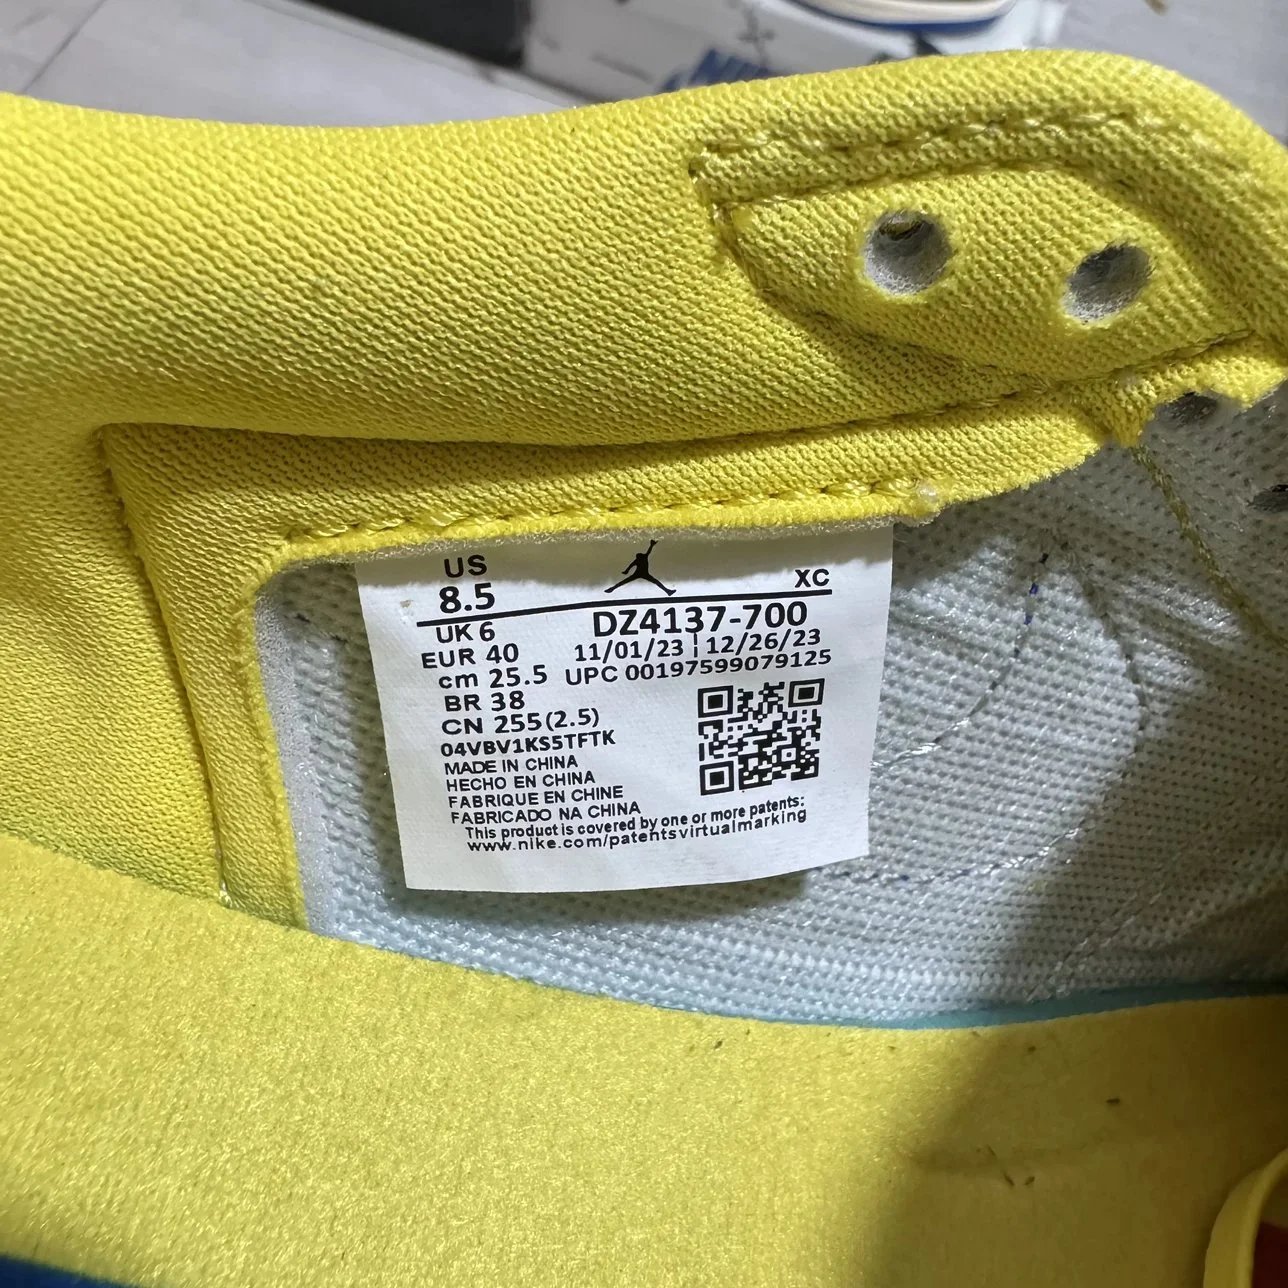 US
8.5
XC
UK 6
DZ4137-700
EUR 40
11/01/23 | 12/26/23
cm 25.5
UPC 00197599079125
BR 38
CN 255(2.5)
04VBV1KS5TFTK
MADE IN CHINA
HECHO EN CHINA
FABRIQUE EN CHINE
FABRICADO NA CHINA
This product is covered by one or more patents:
www.nike.com/patentsvirtualmarking